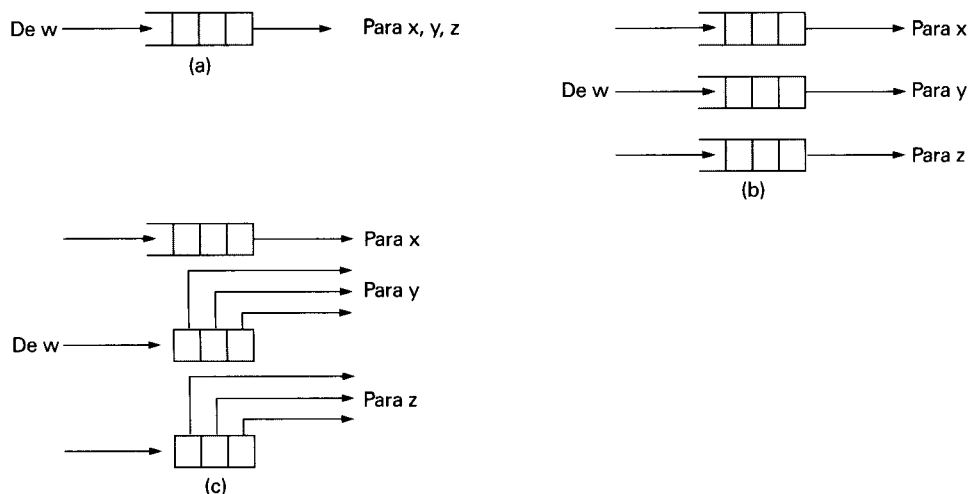 De w
Para x, y, z
(a)
Para x
De w
Para y
Para z
(b)
Para x
Para y
De w
Para z
(c)